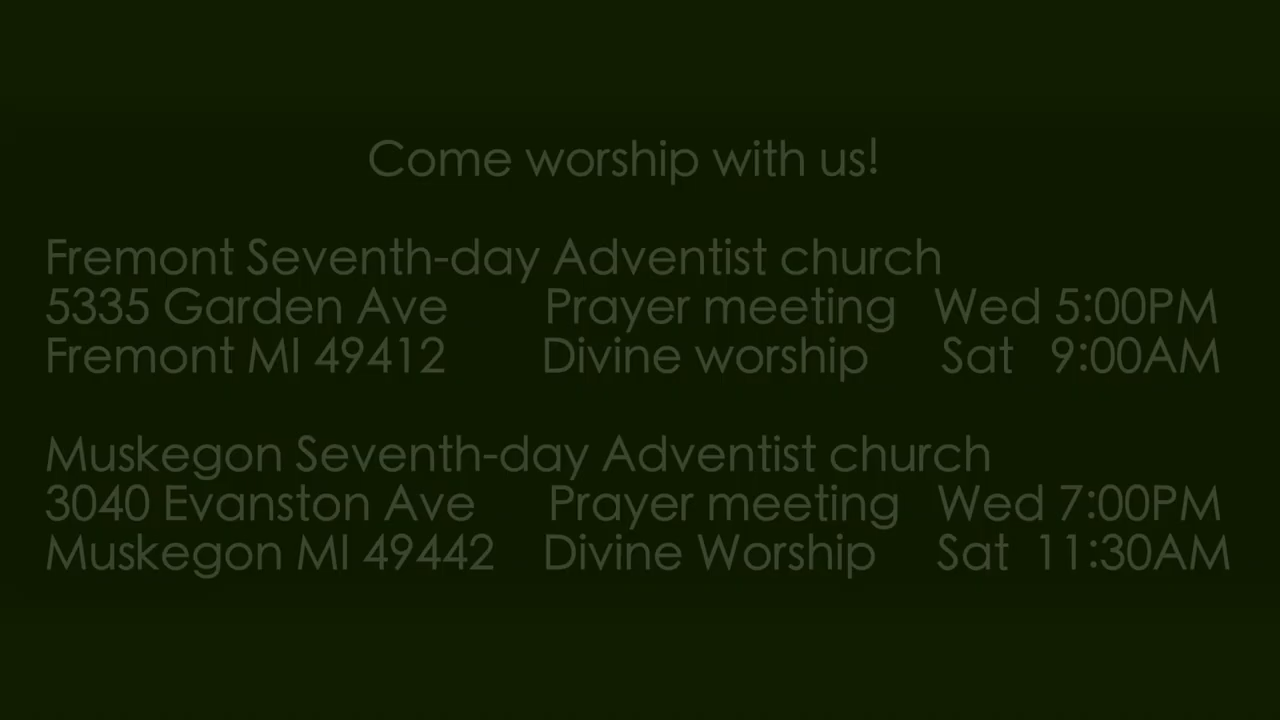 Come worship with us!
Fremont Seventh-day Adventist church
5335 Garden Ave Prayer meeting Wed 5:00PM
Fremont MI 49412 Divine worship Sat 9:00AM
Muskegon Seventh-day Adventist church
3040 Evanston Ave Prayer meeting Wed 7:00PM
Muskegon MI 49442 Divine Worship Sat 11:30AM